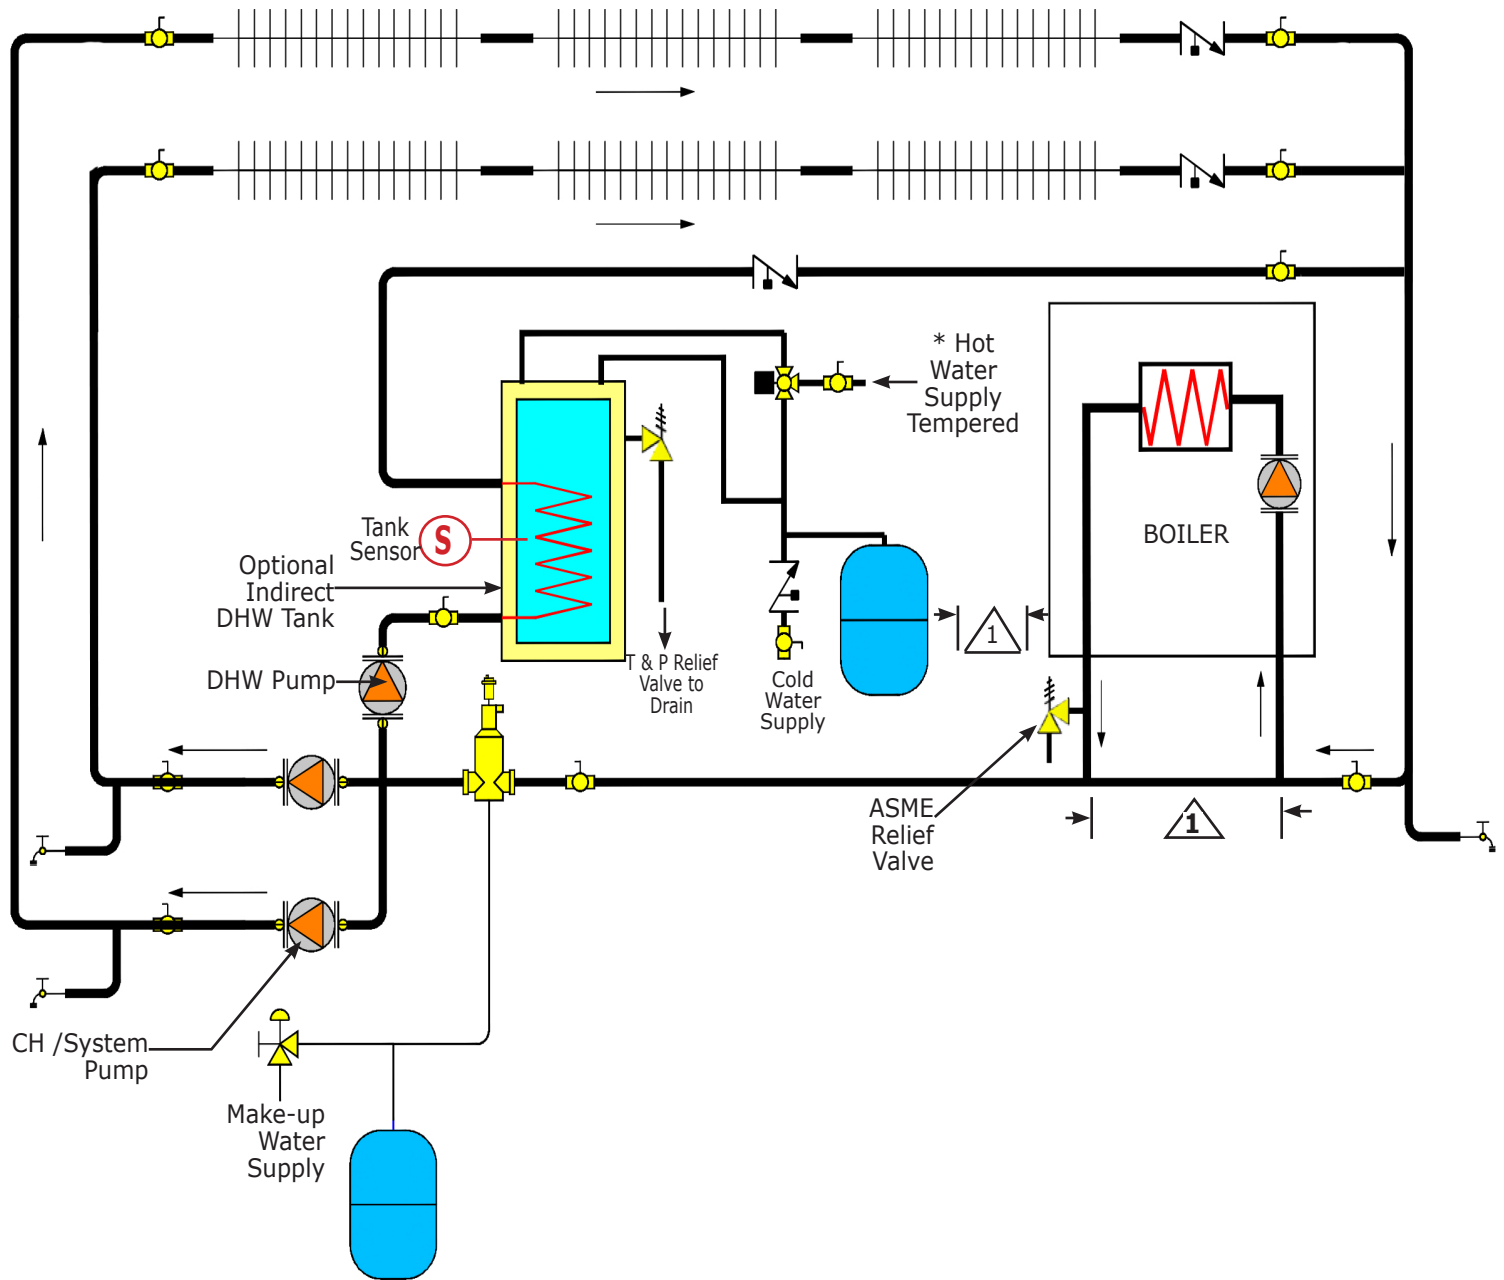 * Hot
Water
Supply
Tempered
BOILER
Tank
Sensor
S
Optional
Indirect
DHW Tank
1
DHW Pump
T & P Relief
Valve to
Drain
Cold
Water
Supply
ASME
Relief
Valve
1
CH /System
Pump
Make-up
Water
Supply